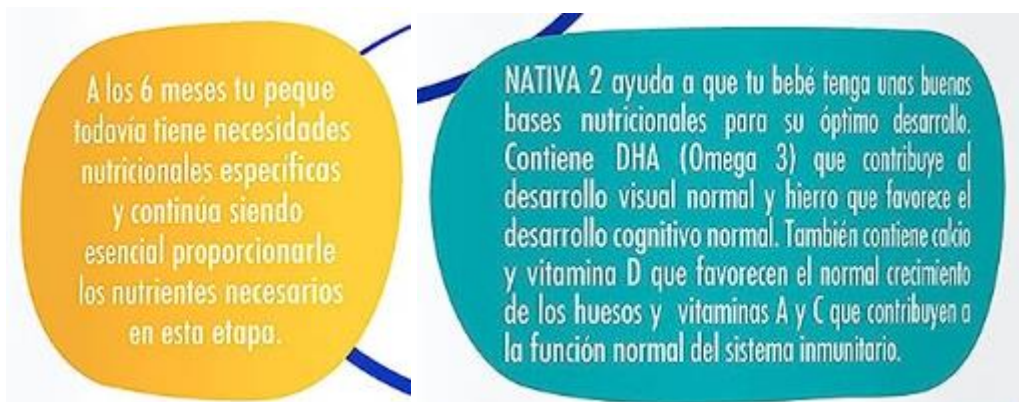 A los 6 meses tu peque
todavía tiene necesidades
nutricionales específicas
y continúa siendo
esencial proporcionarle
los nutrientes necesarios
en esta etapa.
NATIVA 2 ayuda a que tu bebé tenga unas buenas
bases nutricionales para su óptimo desarrollo.
Contiene DHA (Omega 3) que contribuye al
desarrollo visual normal y hierro que favorece el
desarrollo cognitivo normal. También contiene calcio
y vitamina D que favorecen el normal crecimiento
de los huesos y vitaminas A y C que contribuyen a
la función normal del sistema inmunitario.